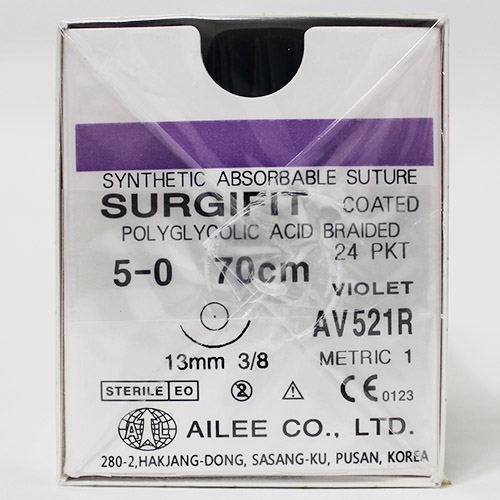 SYNTHETIC ABSORBABLE SUTURE
SURGIFIT COATED
POLYGLYCOLIC ACID BRAIDED
24 PKT
5-0 70cm
VIOLET
AV521R
13mm 3/8
METRIC 1
STERILE EO 2 ! CE 0123
AILEE CO., LTD.
280-2,HAKJANG-DONG, SASANG-KU, PUSAN, KOREA